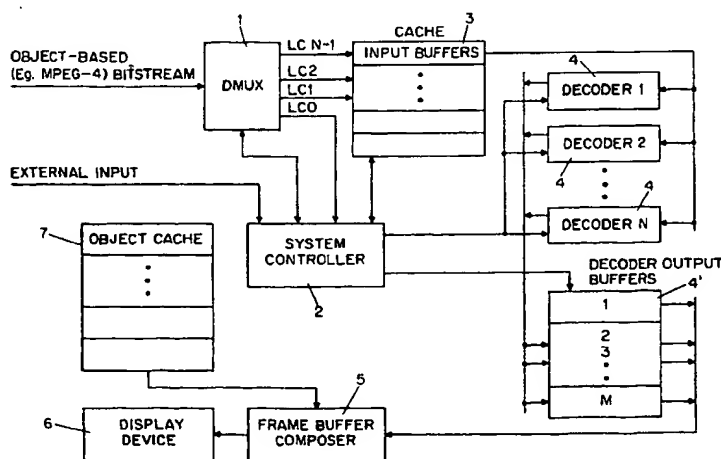 1
CACHE
3
OBJECT-BASED
(Eg. MPEG-4) BITSTREAM
DMUX
LC N-1
LC2
LC1
LC0
INPUT BUFFERS
4
DECODER 1
DECODER 2
4
4
DECODER N
EXTERNAL INPUT
7
OBJECT CACHE
SYSTEM
CONTROLLER
2
DECODER OUTPUT
BUFFERS
4'
1
2
3
M
5
6
DISPLAY
DEVICE
FRAME BUFFER
COMPOSER